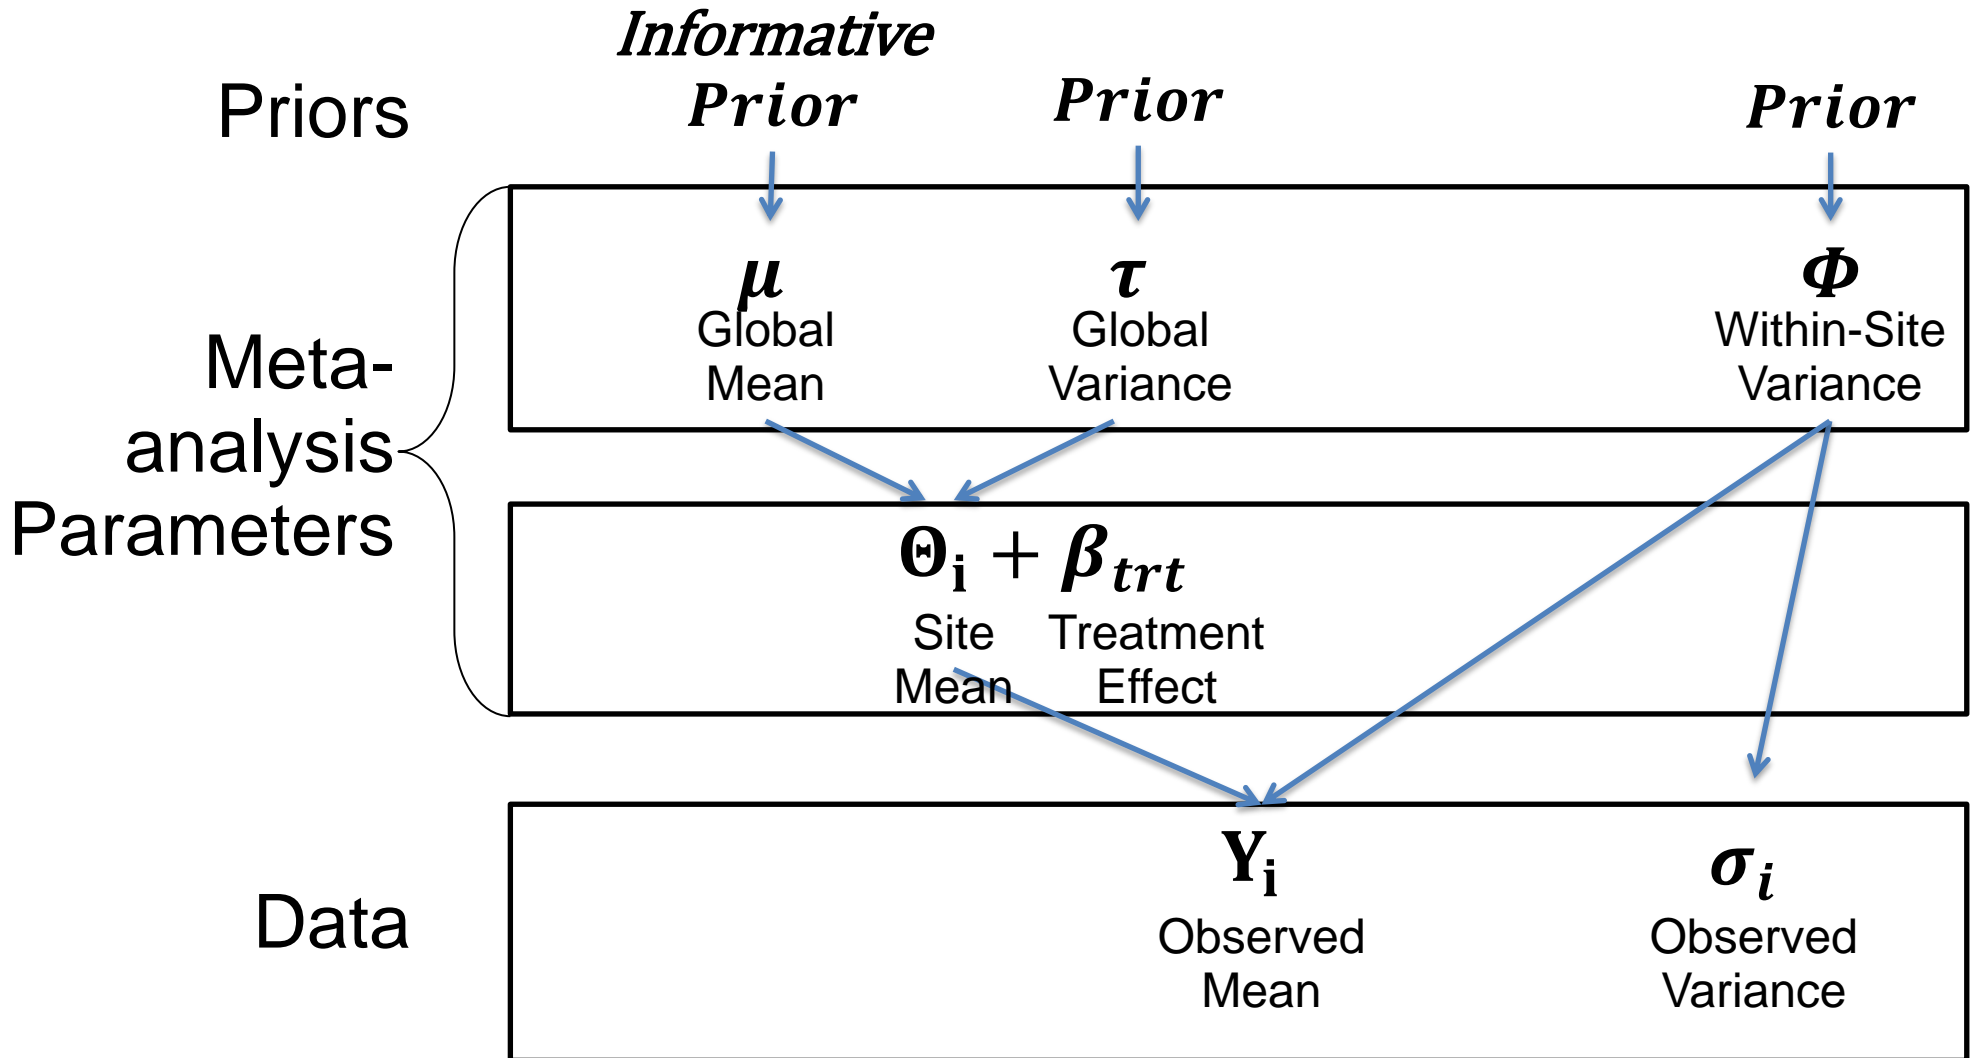 Informative
Priors Prior Prior Prior
μ τ Φ
Global Global Within-Site
Mean Variance Variance
Meta-
analysis
Parameters
Θi + βtrt
Site Treatment
Mean Effect
Yi σi
Data
Observed Observed
Mean Variance